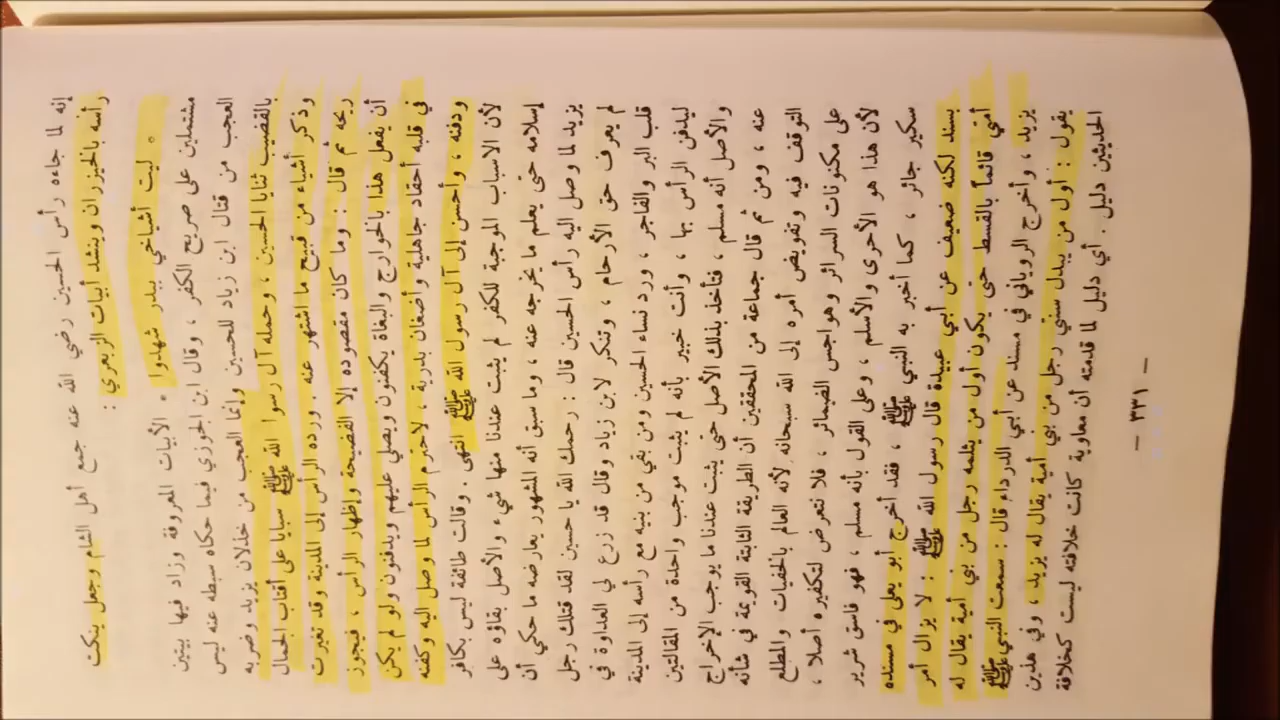 إنه لما جاءه رأس الحسين رضي الله عنه جمع أهل الشام وجعل ينكت
رأسه بالخيزران وينشد أبيات الزبعري :
• ليت أشياخي ببدر شهدوا • الأبيات المعروفة وزاد فيها بيتين
مشتملين على صريح الكفر ، وقال ابن الجوزي فيما حكاه سبطه عنه ليس
العجب من قتال ابن زياد للحسين وانما العجب من خذلان يزيد وضربه
بالقضيب ثنايا الحسين ، وحمله آل رسول الله ﷺ سبايا على أقتاب الجمال
وذكر أشياء من قبيح ما اشتهر عنه . ورده الرأس إلى المدينة وقد تغيرت
ريحه ثم قال : وما كان مقصوده إلا الفضيحة وإظهار الرأس ، فيجوز
أن يفعل هذا بالخوارج والبغاة يكفنون ويصلي عليهم ويدفنون ولو لم يكن
في قلبه أحقاد جاهلية وأضغان بدرية ، لاحترم الرأس لما وصل اليه وكفنه
ودفنه ، وأحسن إلى آل رسول الله ﷺ انتهى . وقالت طائفة ليس بكافر
لأن الاسباب الموجبة للكفر لم يثبت عندنا منها شيء والأصل بقاؤه على
إسلامه حتى يعلم ما يخرجه عنه ، وما سبق أنه المشهور يعارضه ما حكي أن
يزيد لما وصل اليه رأس الحسين قال : رحمك الله يا حسين لقد قتلك رجل
لم يعرف حق الأرحام ، وتنكر لابن زياد وقال قد زرع لي العداوة في
قلب البر والفاجر ، ورد نساء الحسين ومن بقي من بنيه مع رأسه إلى المدينة
ليدفن الرأس بها ، وأنت خبير بأنه لم يثبت موجب واحدة من المقالتين
والأصل أنه مسلم ، فنأخذ بذلك الأصل حتى يثبت عندنا ما يوجب الإخراج
عنه ، ومن ثم قال جماعة من المحققين أن الطريقة الثابتة القويمة في شأنه
التوقف فيه وتفويض أمره إلى الله سبحانه لأنه العالم بالخفيات والمطلع
على مكنونات السرائر وهواجس الضمائر ، فلا نتعرض لتكفيره أصلا ،
لأن هذا هو الأحرى والأسلم ، وعلى القول بأنه مسلم ، فهو فاسق شرير
سكير جائر ، كما أخبر به النبي ﷺ ، فقد أخرج أبو يعلى في مسنده
بسند لكنه ضعيف عن أبي عبيدة قال رسول الله ﷺ : لا يزال أمر
أمتي قائماً بالقسط حتى يكون أول من يثلمه رجل من بني أمية يقال له
يزيد ، وأخرج الروياني في مسنده عن أبي الدرداء قال : سمعت النبي ﷺ
يقول : أول من يبدل سنتي رجل من بني أمية يقال له يزيد ، وفي هذين
الحديثين دليل . أي دليل لما قدمته أن معاوية كانت خلافته ليست كخلافة
- ٣٣١ -